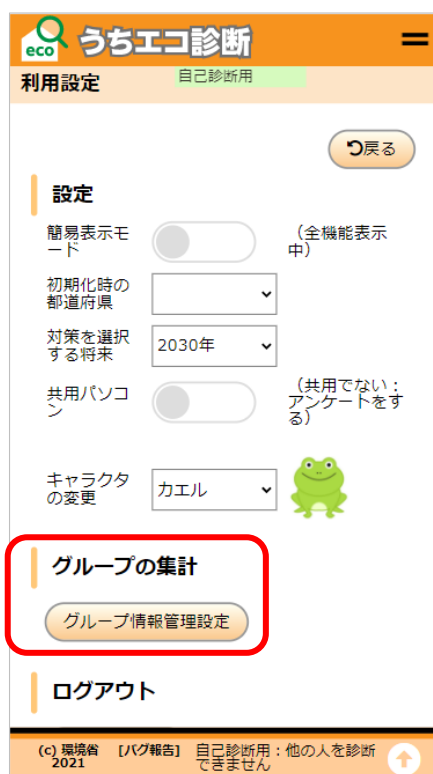 eco うちエコ診断
利用設定
自己診断用
戻る
設定
簡易表示モ
ード
（全機能表示
中）
初期化時の
都道府県
対策を選択
する将来
2030年
共用パソコ
ン
（共用でない：
アンケートをす
る）
キャラクタ
の変更
カエル
グループの集計
グループ情報管理設定
ログアウト
(c) 環境省
2021
[バグ報告]
自己診断用：他の人を診断
できません